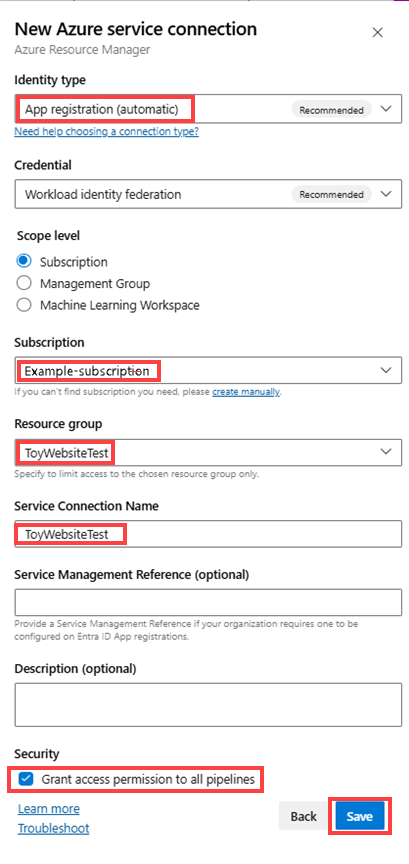 New Azure service connection
Azure Resource Manager
Identity type
App registration (automatic) Recommended
Need help choosing a connection type?
Credential
Workload identity federation Recommended
Scope level
Subscription
Management Group
Machine Learning Workspace
Subscription
Example-subscription
If you can't find subscription you need, please create manually.
Resource group
ToyWebsiteTest
Specify to limit access to the chosen resource group only.
Service Connection Name
ToyWebsiteTest
Service Management Reference (optional)
Provide a Service Management Reference if your organization requires one to be
configured on Entra ID App registrations.
Description (optional)
Security
Grant access permission to all pipelines
Learn more
Troubleshoot
Back Save